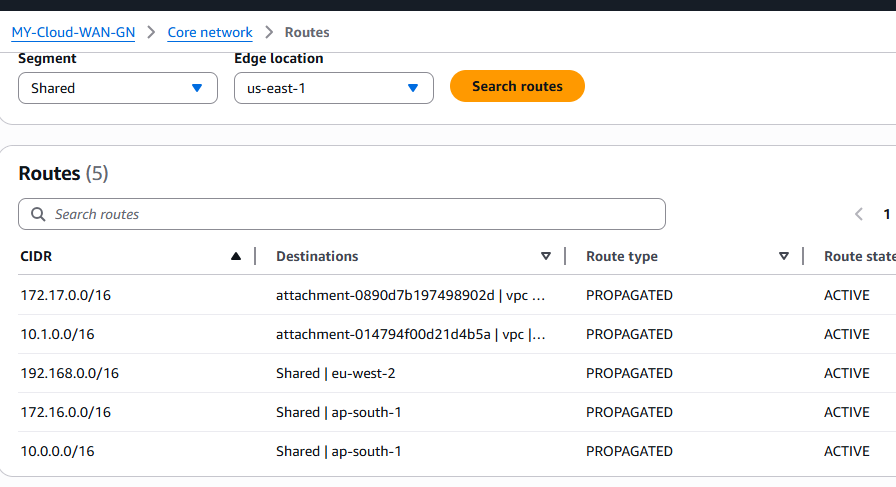 MY-Cloud-WAN-GN > Core network > Routes
Segment Edge location
Shared us-east-1 Search routes
Routes (5)
Search routes 1
CIDR Destinations Route type Route state
172.17.0.0/16 attachment-0890d7b197498902d | vpc ... PROPAGATED ACTIVE
10.1.0.0/16 attachment-014794f00d21d4b5a | vpc |... PROPAGATED ACTIVE
192.168.0.0/16 Shared | eu-west-2 PROPAGATED ACTIVE
172.16.0.0/16 Shared | ap-south-1 PROPAGATED ACTIVE
10.0.0.0/16 Shared | ap-south-1 PROPAGATED ACTIVE